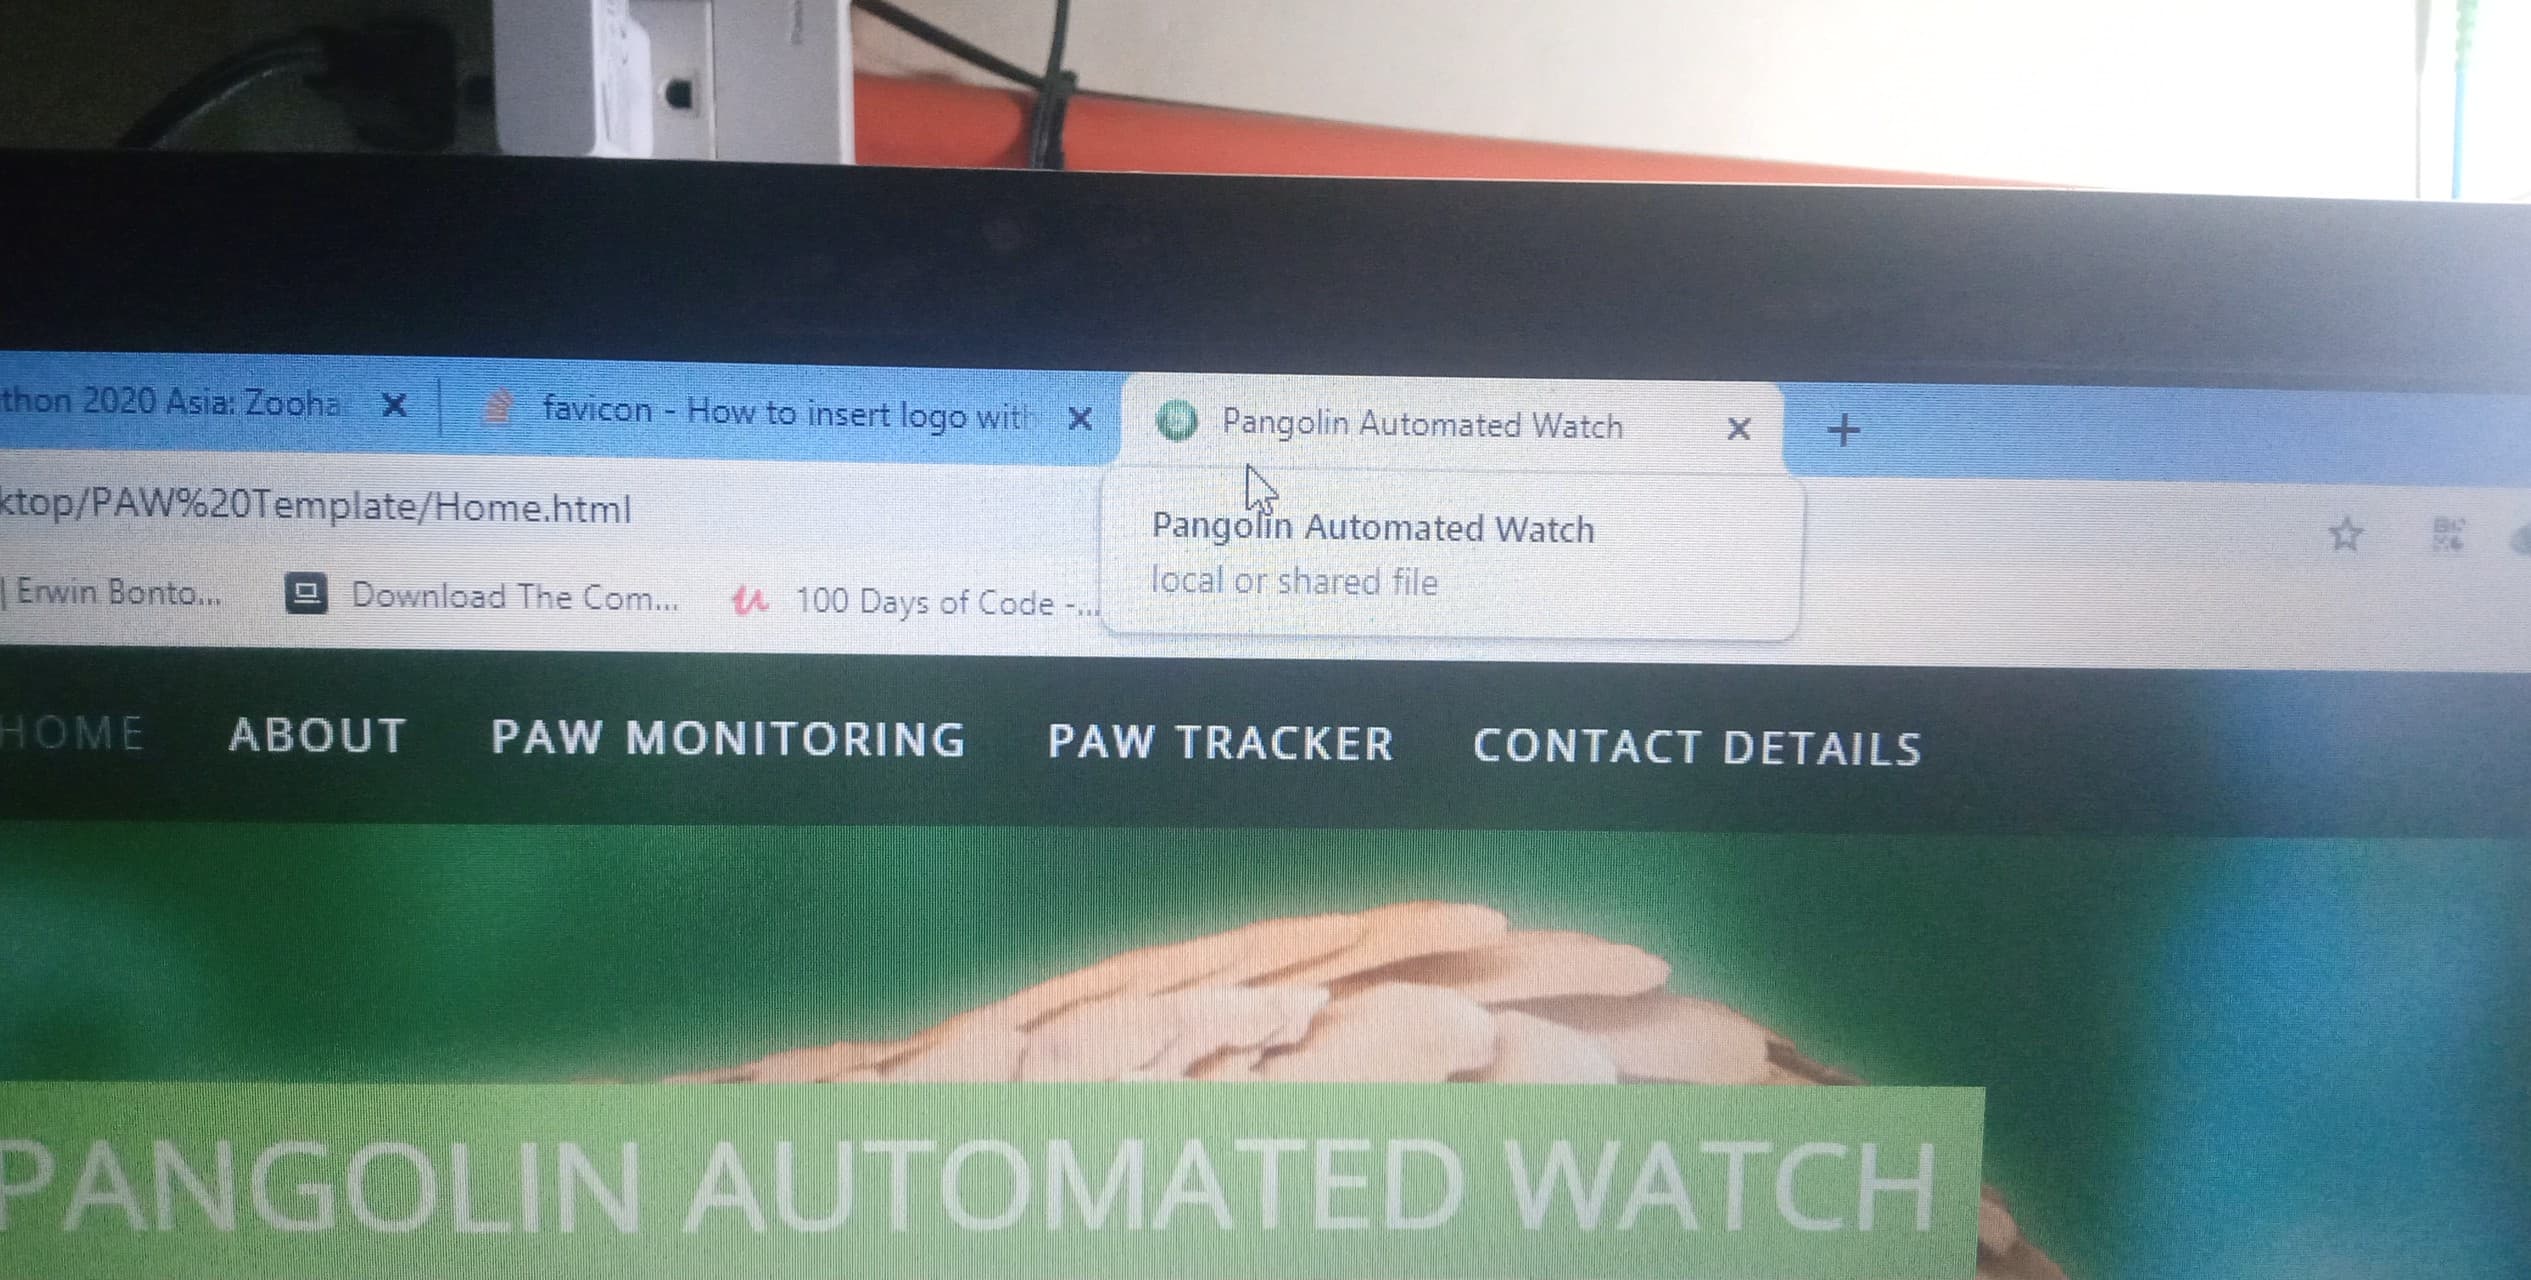 thon 2020 Asia: Zooha
favicon - How to insert logo with
Pangolin Automated Watch
ktop/PAW%20Template/Home.html
Pangolin Automated Watch
local or shared file
| Erwin Bonto...
Download The Com...
100 Days of Code -...
HOME ABOUT PAW MONITORING PAW TRACKER CONTACT DETAILS
PANGOLIN AUTOMATED WATCH